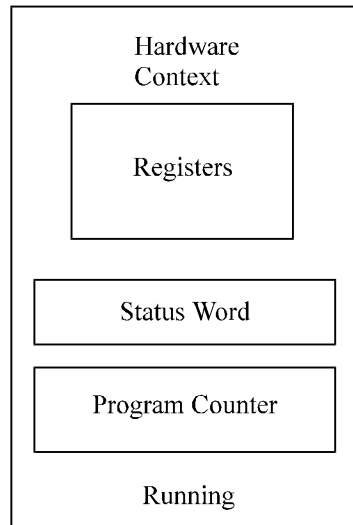 Hardware
Context
Registers
Status Word
Program Counter
Running